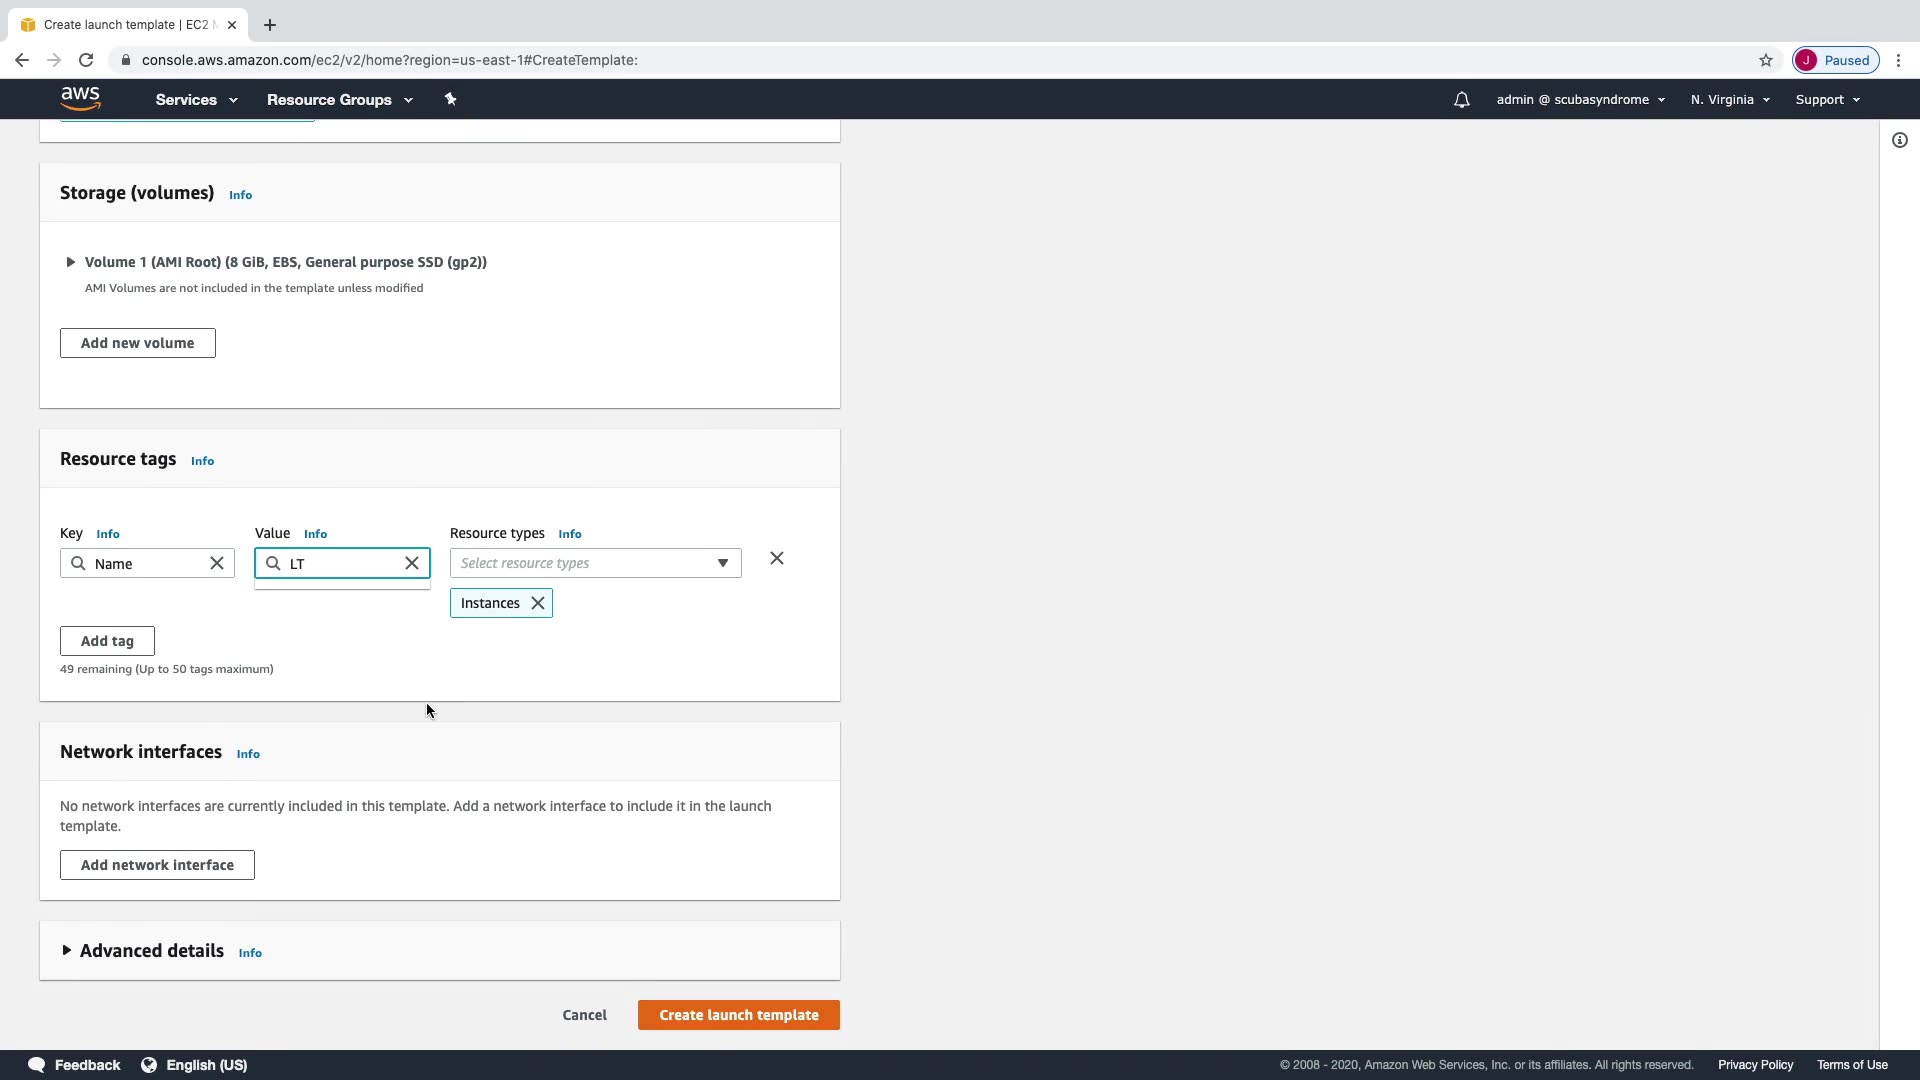 Create launch template | EC2 M
console.aws.amazon.com/ec2/v2/home?region=us-east-1#CreateTemplate:
J Paused
aws Services Resource Groups admin @ scubasyndrome N. Virginia Support
Storage (volumes) Info
Volume 1 (AMI Root) (8 GiB, EBS, General purpose SSD (gp2))
AMI Volumes are not included in the template unless modified
Add new volume
Resource tags Info
Key Info Value Info Resource types Info
Name LT Select resource types
Instances
Add tag
49 remaining (Up to 50 tags maximum)
Network interfaces Info
No network interfaces are currently included in this template. Add a network interface to include it in the launch
template.
Add network interface
Advanced details Info
Cancel Create launch template
Feedback English (US) © 2008 - 2020, Amazon Web Services, Inc. or its affiliates. All rights reserved. Privacy Policy Terms of Use